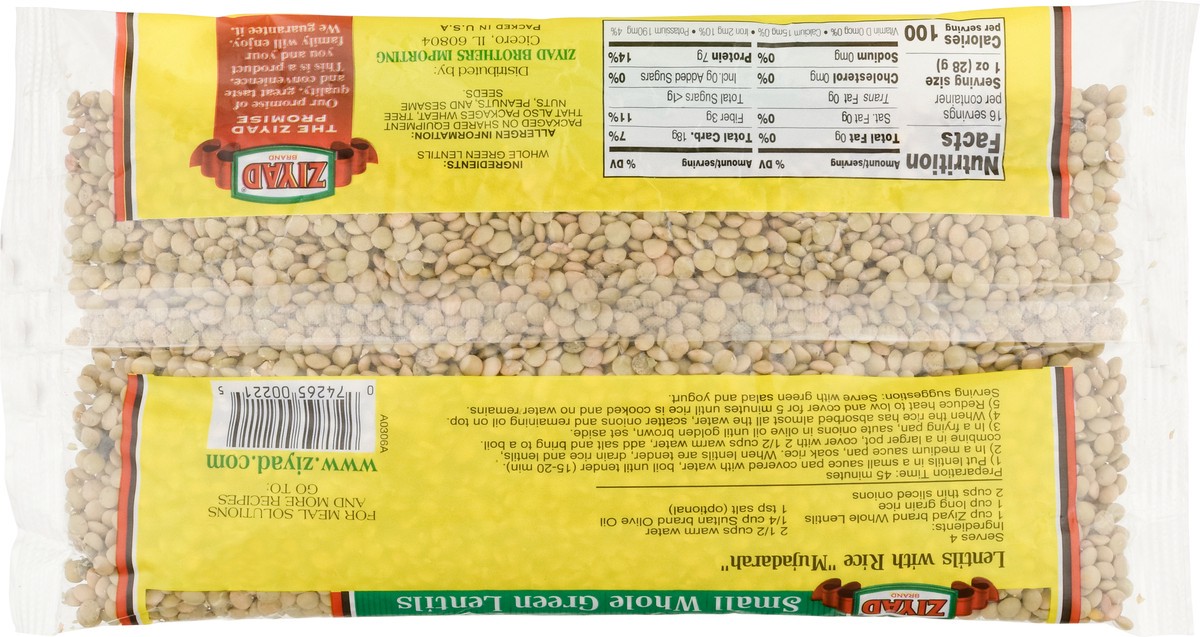 ZIYAD
BRAND
Small Whole Green Lentils
Lentils with Rice "Mujadarah"
Serves 4
Ingredients:
1 cup Ziyad brand Whole Lentils
1 cup long grain rice
2 cups thin sliced onions
2 1/2 cups warm water
1/4 cup Sultan brand Olive Oil
1 tsp salt (optional)
Preparation Time: 45 minutes
1) Put lentils in a small sauce pan covered with water, boil until tender (15-20 min).
2) In a medium sauce pan, soak rice. When lentils are tender, drain rice and lentils,
combine in a larger pot, cover with 2 1/2 cups warm water, add salt and bring to a boil.
3) In a frying pan, saute onions in olive oil until golden brown, set aside.
4) When the rice has absorbed almost all the water, scatter onions and remaining oil on top.
5) Reduce heat to low and cover for 5 minutes until rice is cooked and no water remains.
Serving suggestion: Serve with green salad and yogurt.
FOR MEAL SOLUTIONS
AND MORE RECIPES
GO TO:
www.ziyad.com
A0306A
0 74265 00221 5
Nutrition
Facts
16 servings
per container
Serving size
1 oz (28 g)
Calories
per serving 100
Amount/serving % DV
Total Fat 0g 0%
Sat. Fat 0g 0%
Trans Fat 0g
Cholesterol 0mg 0%
Sodium 0mg 0%
Amount/serving % DV
Total Carb. 18g 7%
Fiber 3g 11%
Total Sugars <1g
Incl. 0g Added Sugars 0%
Protein 7g 14%
Vitamin D 0mcg 0% • Calcium 15mg 0% • Iron 2mg 10% • Potassium 190mg 4%
INGREDIENTS:
WHOLE GREEN LENTILS
ALLERGEN INFORMATION:
PACKAGED ON SHARED EQUIPMENT
THAT ALSO PACKAGES WHEAT, TREE
NUTS, PEANUTS, AND SESAME
SEEDS.
Distributed by:
ZIYAD BROTHERS IMPORTING
Cicero, IL 60804
PACKED IN U.S.A
ZIYAD
BRAND
THE ZIYAD
PROMISE
Our promise of
quality, great taste,
and convenience.
This is a product
you and your
family will enjoy.
We guarantee it.